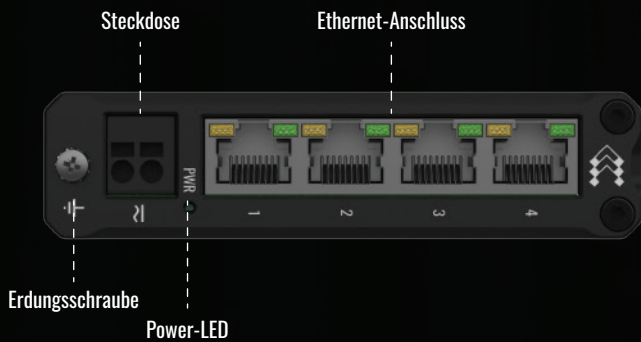 Steckdose
Ethernet-Anschluss
PWR
1
2
3
4
Erdungsschraube
Power-LED